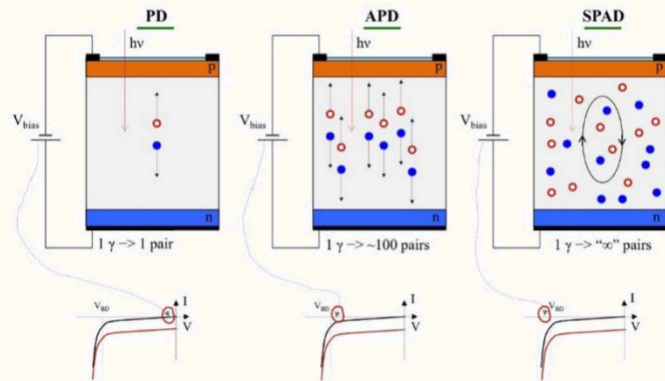 PD
hν
p
V_bias
n
1 γ –> 1 pair
V_BD
I
V
APD
hν
p
V_bias
n
1 γ –> ~100 pairs
V_BD
I
V
SPAD
hν
p
V_bias
n
1 γ –> “∞” pairs
V_BD
I
V